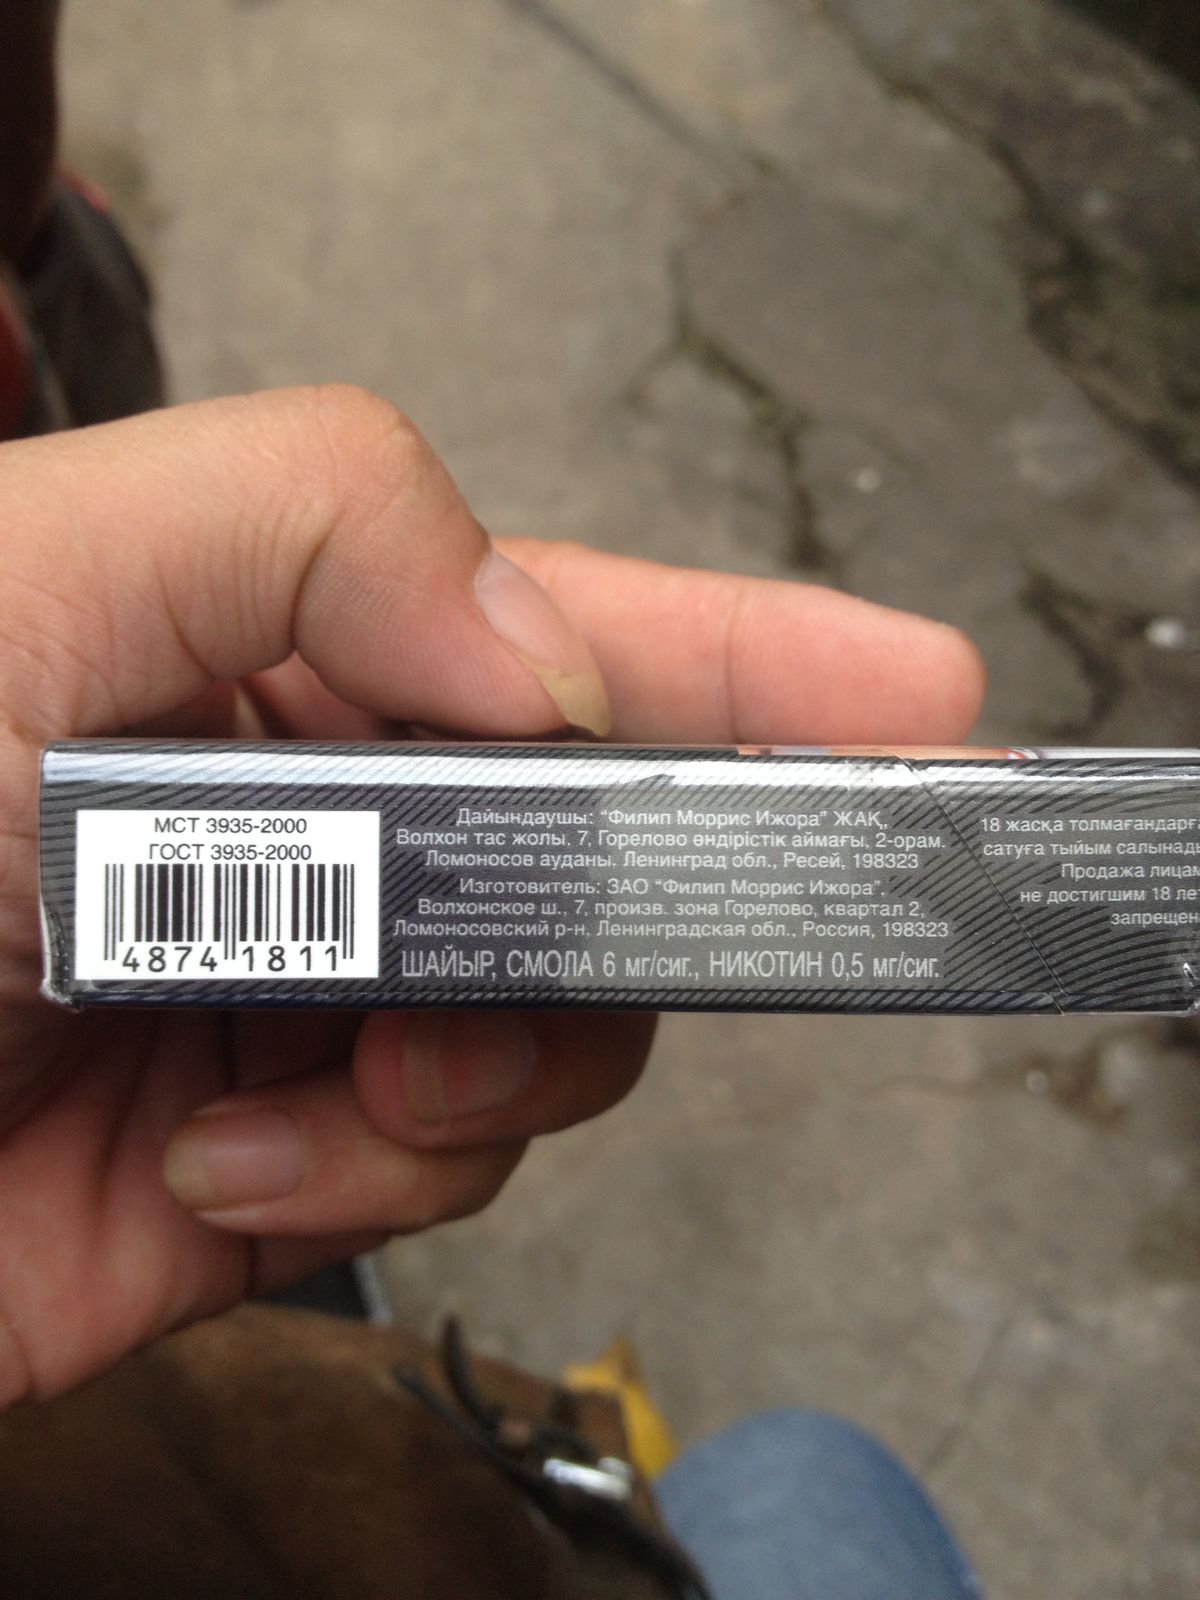 МСТ 3935-2000
ГОСТ 3935-2000
4874 1811
Дайындаушы: "Филип Моррис Ижора" ЖАҚ,
Волхон тас жолы, 7, Горелово өндірістік аймағы, 2-орам.
Ломоносов ауданы. Ленинград обл., Ресей, 198323
Изготовитель: ЗАО "Филип Моррис Ижора",
Волхонское ш., 7, произв. зона Горелово, квартал 2,
Ломоносовский р-н, Ленинградская обл., Россия, 198323
ШАЙЫР, СМОЛА 6 мг/сиг., НИКОТИН 0,5 мг/сиг.
18 жасқа толмағандарға
сатуға тыйым салынады
Продажа лицам,
не достигшим 18 лет
запрещена